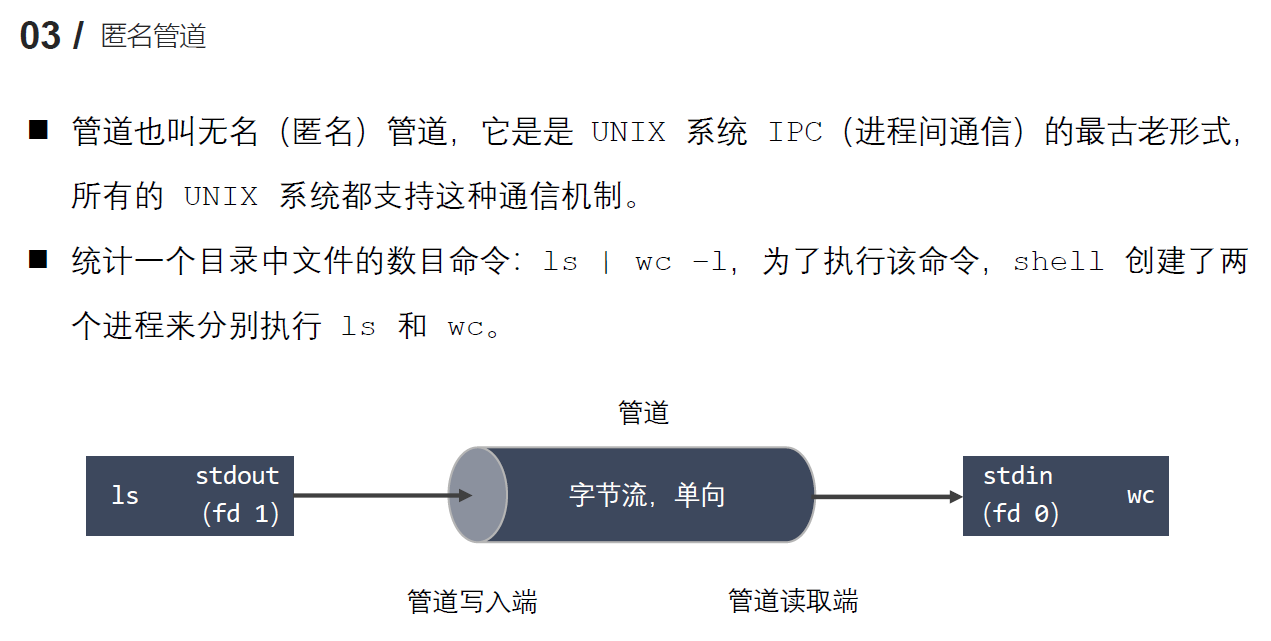 03 / 匿名管道
■ 管道也叫无名（匿名）管道，它是是 UNIX 系统 IPC（进程间通信）的最古老形式，
所有的 UNIX 系统都支持这种通信机制。
■ 统计一个目录中文件的数目命令：ls | wc –l，为了执行该命令，shell 创建了两
个进程来分别执行 ls 和 wc。
管道
ls
stdout
（fd 1）
字节流，单向
stdin
（fd 0）
wc
管道写入端
管道读取端